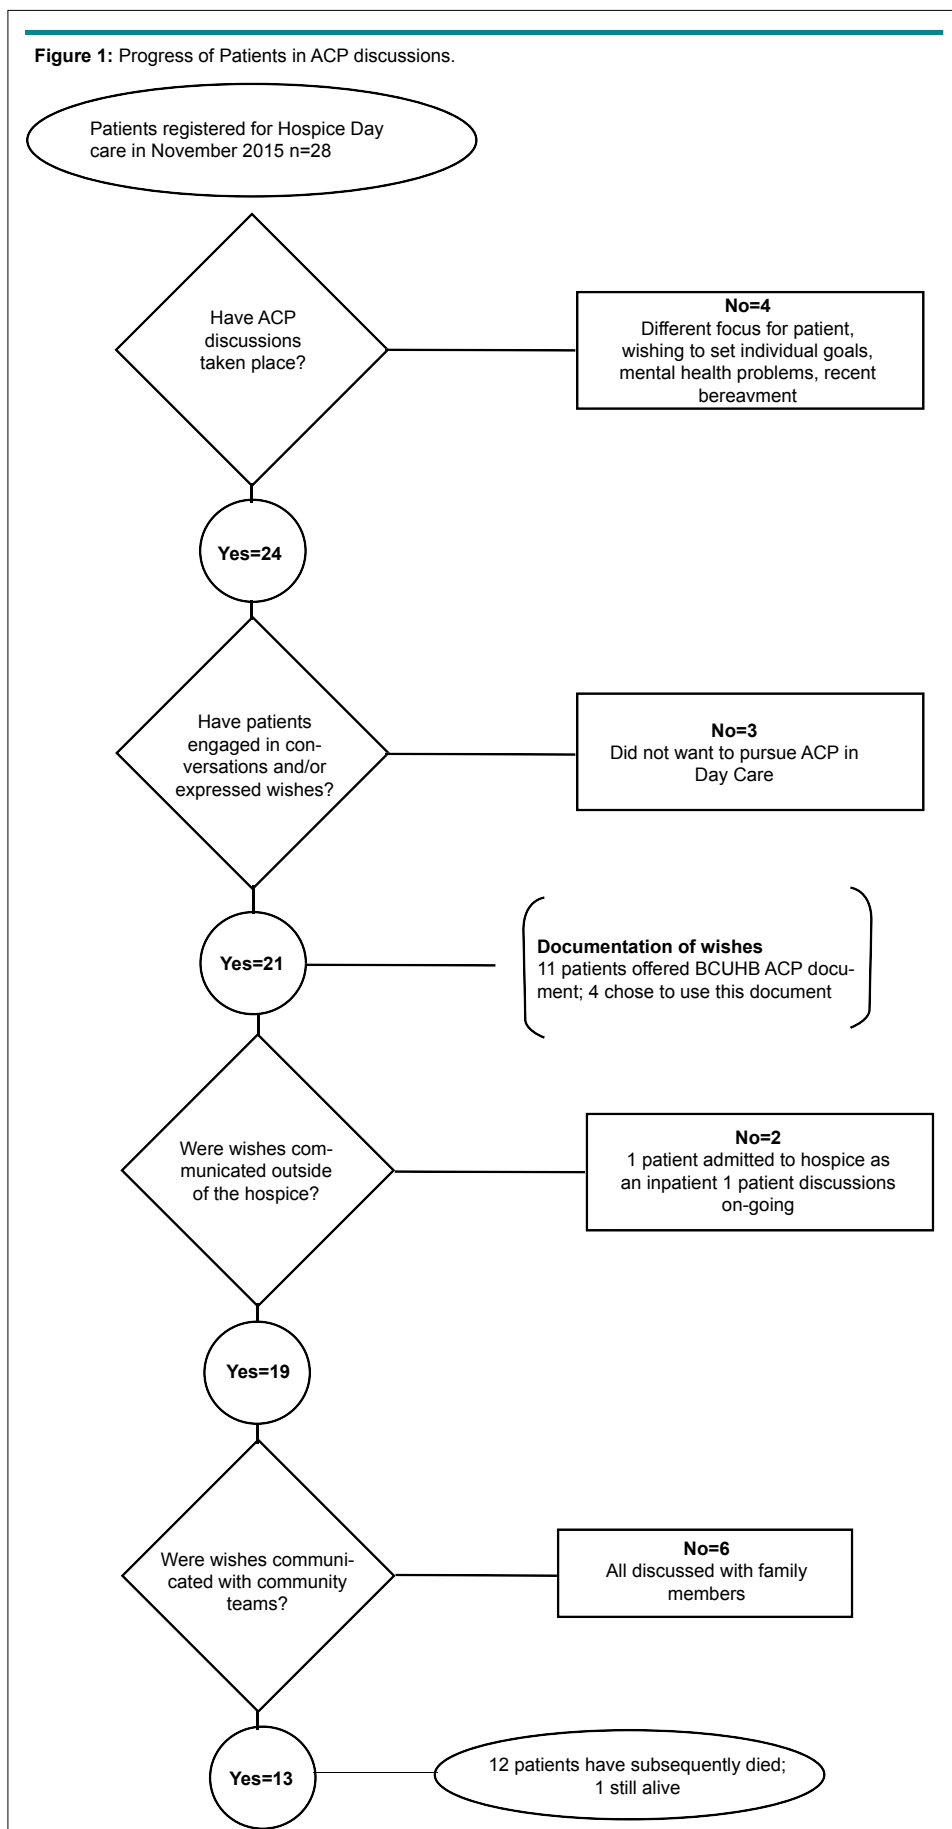 Figure 1: Progress of Patients in ACP discussions.
Patients registered for Hospice Day
care in November 2015 n=28
Have ACP
discussions
taken place?
No=4
Different focus for patient,
wishing to set individual goals,
mental health problems, recent
bereavment
Yes=24
Have patients
engaged in con-
versations and/or
expressed wishes?
No=3
Did not want to pursue ACP in
Day Care
Yes=21
Documentation of wishes
11 patients offered BCUHB ACP docu-
ment; 4 chose to use this document
Were wishes com-
municated outside
of the hospice?
No=2
1 patient admitted to hospice as
an inpatient 1 patient discussions
on-going
Yes=19
Were wishes communi-
cated with community
teams?
No=6
All discussed with family
members
Yes=13
12 patients have subsequently died;
1 still alive